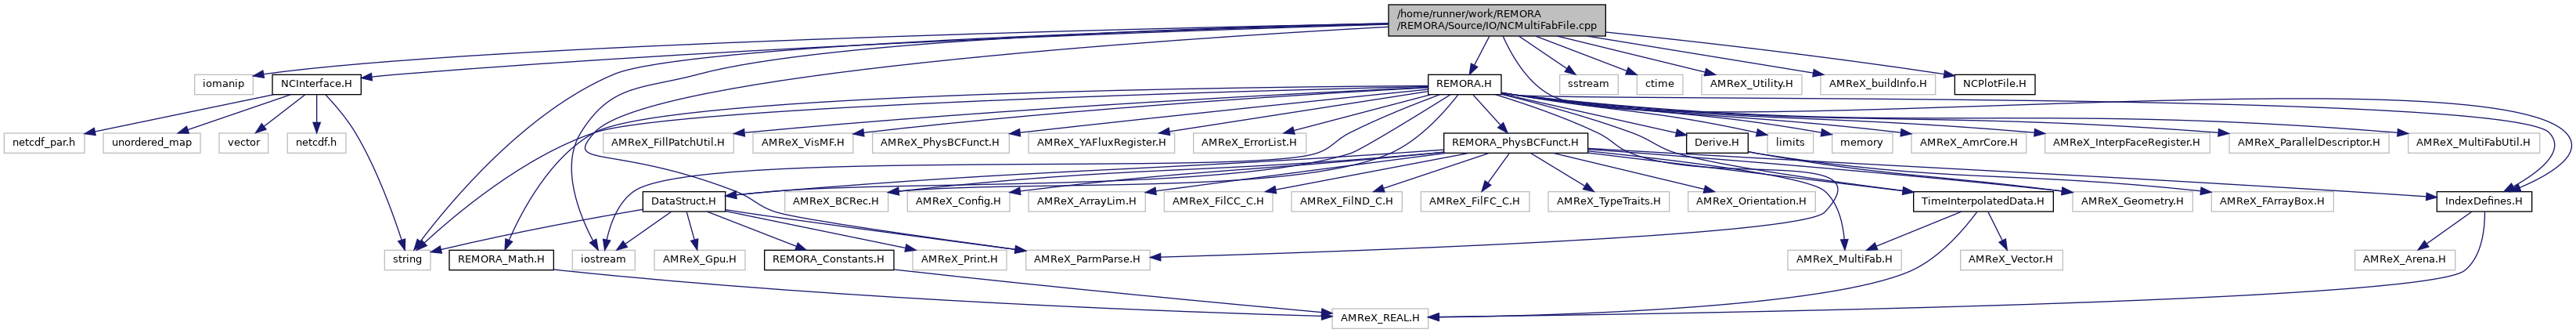 /home/runner/work/REMORA
/REMORA/Source/IO/NCMultiFabFile.cpp
iomanip
NCInterface.H
REMORA.H
sstream
ctime
AMReX_Utility.H
AMReX_buildInfo.H
NCPlotFile.H
netcdf_par.h
unordered_map
vector
netcdf.h
AMReX_FillPatchUtil.H
AMReX_VisMF.H
AMReX_PhysBCFunct.H
AMReX_YAFluxRegister.H
AMReX_ErrorList.H
REMORA_PhysBCFunct.H
Derive.H
limits
memory
AMReX_AmrCore.H
AMReX_InterpFaceRegister.H
AMReX_ParallelDescriptor.H
AMReX_MultiFabUtil.H
DataStruct.H
AMReX_BCRec.H
AMReX_Config.H
AMReX_ArrayLim.H
AMReX_FilCC_C.H
AMReX_FilND_C.H
AMReX_FilFC_C.H
AMReX_TypeTraits.H
AMReX_Orientation.H
TimeInterpolatedData.H
AMReX_Geometry.H
AMReX_FArrayBox.H
IndexDefines.H
string
REMORA_Math.H
iostream
AMReX_Gpu.H
REMORA_Constants.H
AMReX_Print.H
AMReX_ParmParse.H
AMReX_MultiFab.H
AMReX_Vector.H
AMReX_Arena.H
AMReX_REAL.H